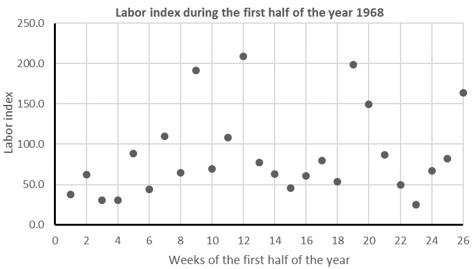 Labor index during the first half of the year 1968
250.0
200.0
150.0
100.0
50.0
0.0
Labor index
0 2 4 6 8 10 12 14 16 18 20 22 24 26
Weeks of the first half of the year